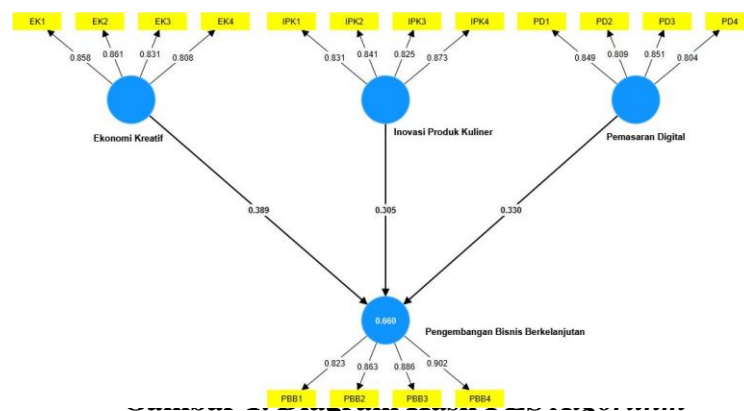 EK1 EK2 EK3 EK4 IPK1 IPK2 IPK3 IPK4 PD1 PD2 PD3 PD4
0.858 0.861 0.831 0.808 0.831 0.841 0.825 0.873 0.849 0.809 0.851 0.804
Ekonomi Kreatif Inovasi Produk Kuliner Pemasaran Digital
0.389 0.305 0.330
0.660
Pengembangan Bisnis Berkelanjutan
0.823 0.863 0.886 0.902
PBB1 PBB2 PBB3 PBB4